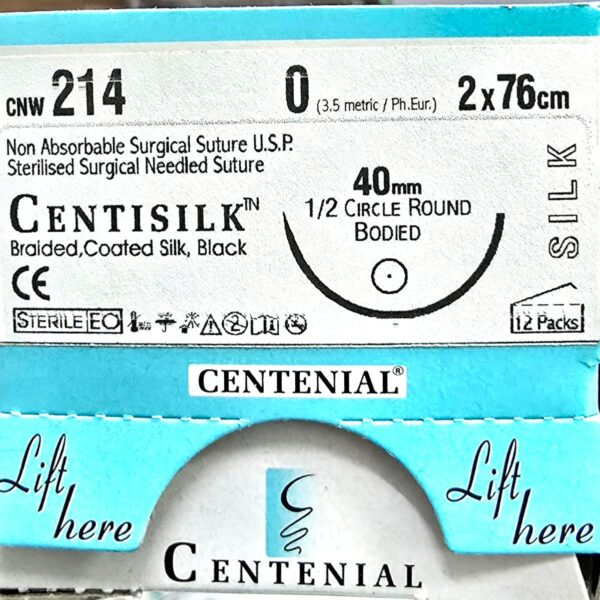 CNW 214 0 (3.5 metric / Ph.Eur.) 2x76cm
Non Absorbable Surgical Suture U.S.P.
Sterilised Surgical Needled Suture
CENTISILK™
Braided, Coated Silk, Black
CE
STERILE EO
40mm
1/2 CIRCLE ROUND
BODIED
SILK
12 Packs
CENTENIAL®
Lift
here
Lift
here
CENTENIAL